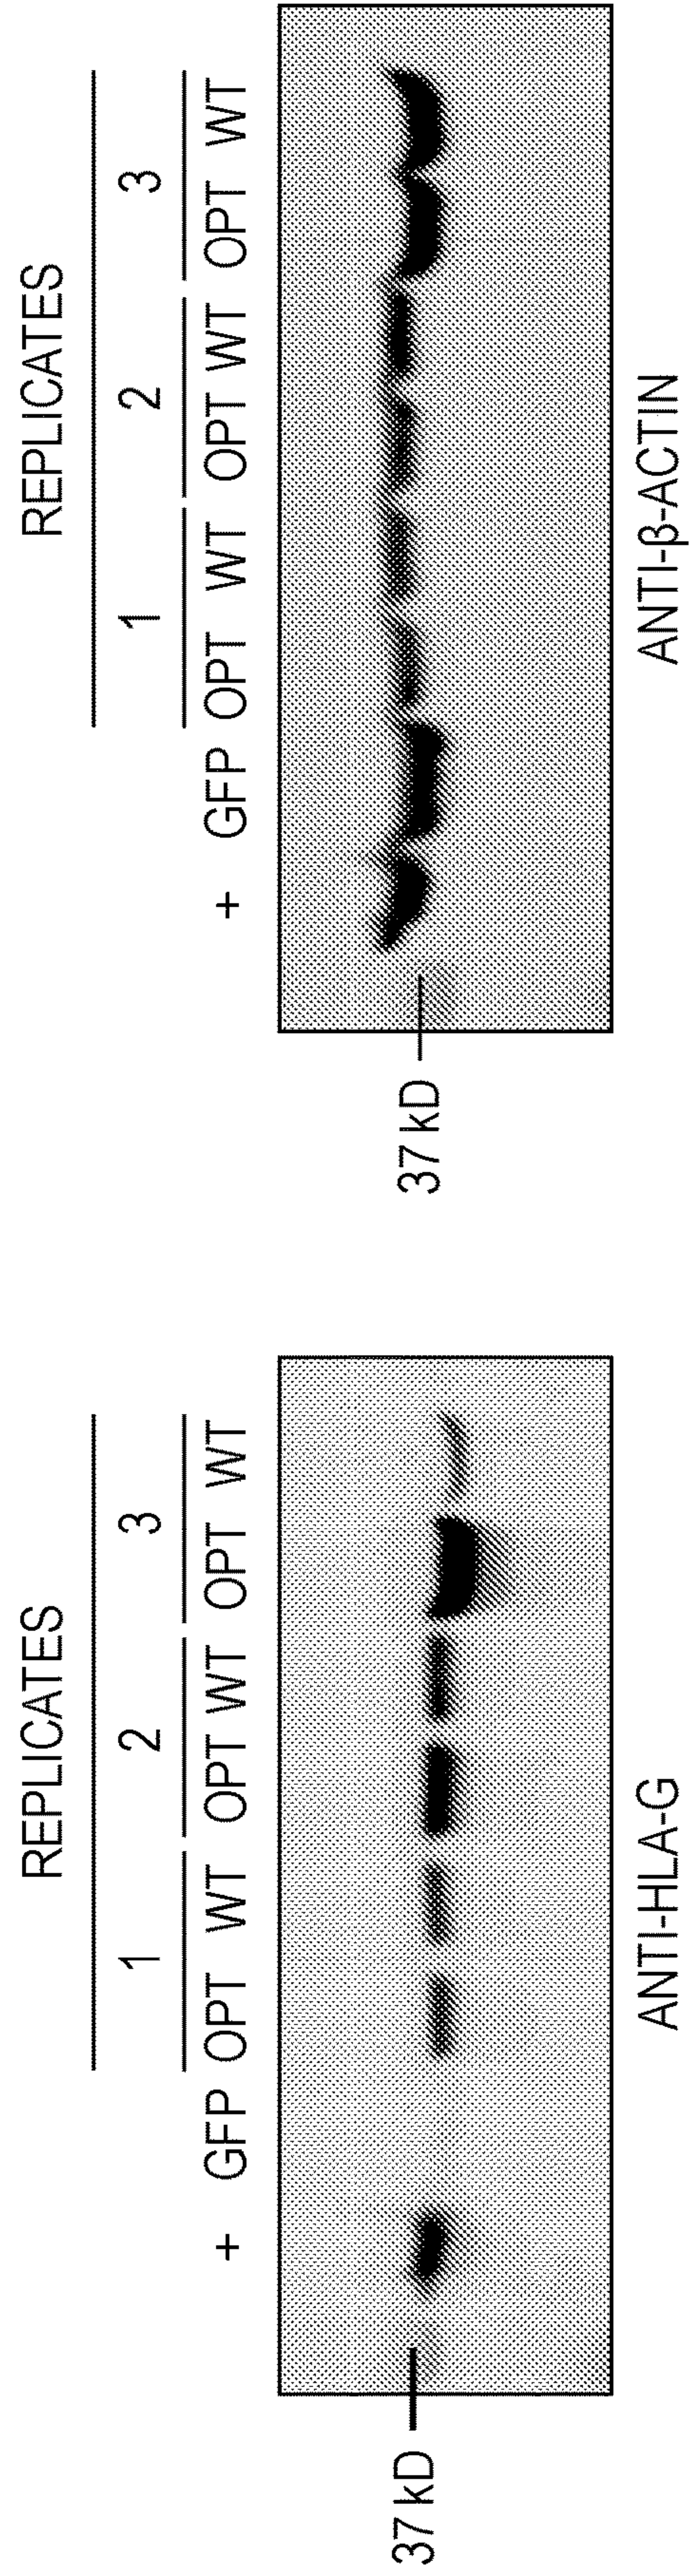 REPLICATES
1 2 3
+ GFP OPT WT OPT WT OPT WT
37 kD
ANTI-HLA-G
REPLICATES
1 2 3
+ GFP OPT WT OPT WT OPT WT
37 kD
ANTI-β-ACTIN